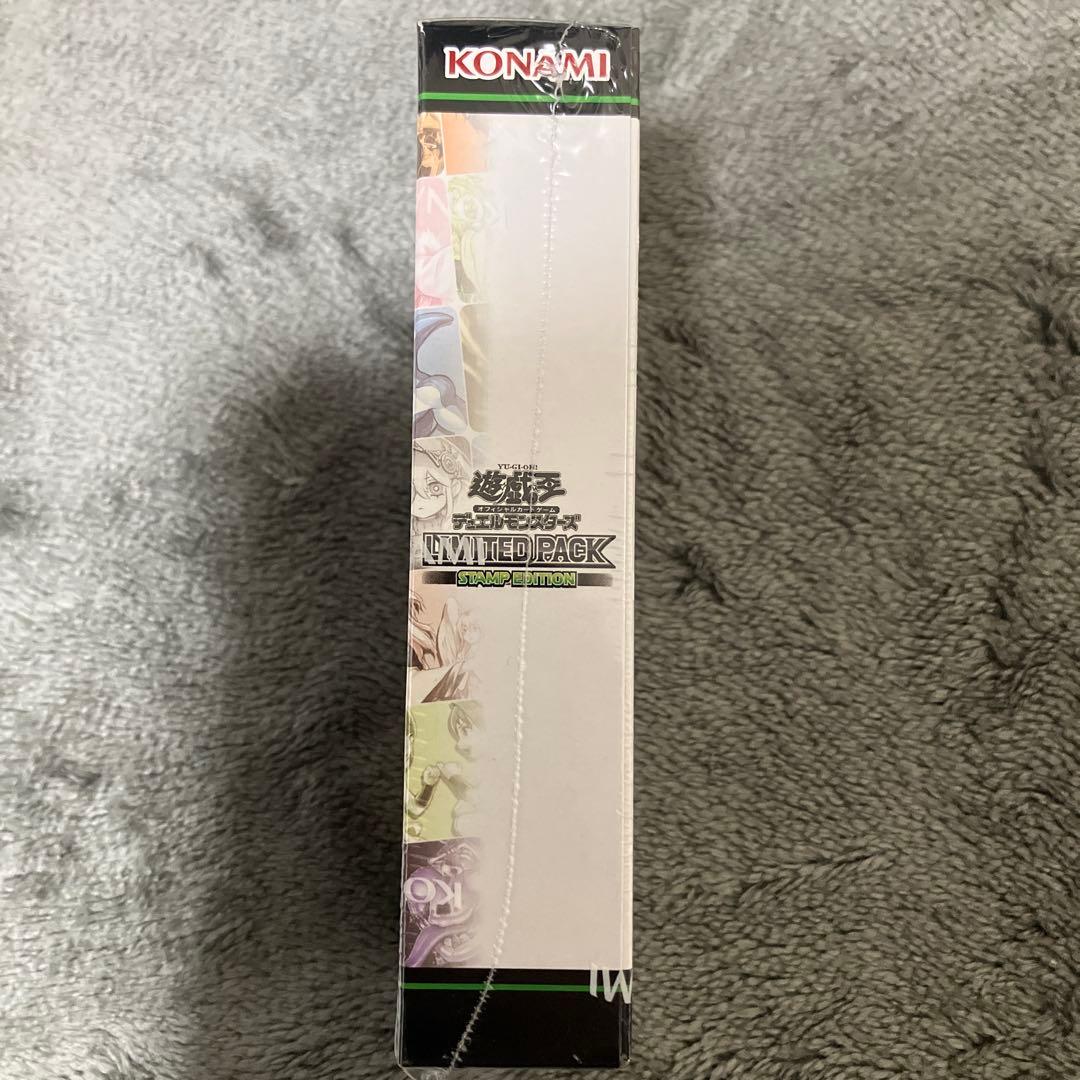 KONAMI
YU-GI-OH!
遊戯王
オフィシャルカードゲーム
デュエルモンスターズ
LIMITED PACK
STAMP EDITION